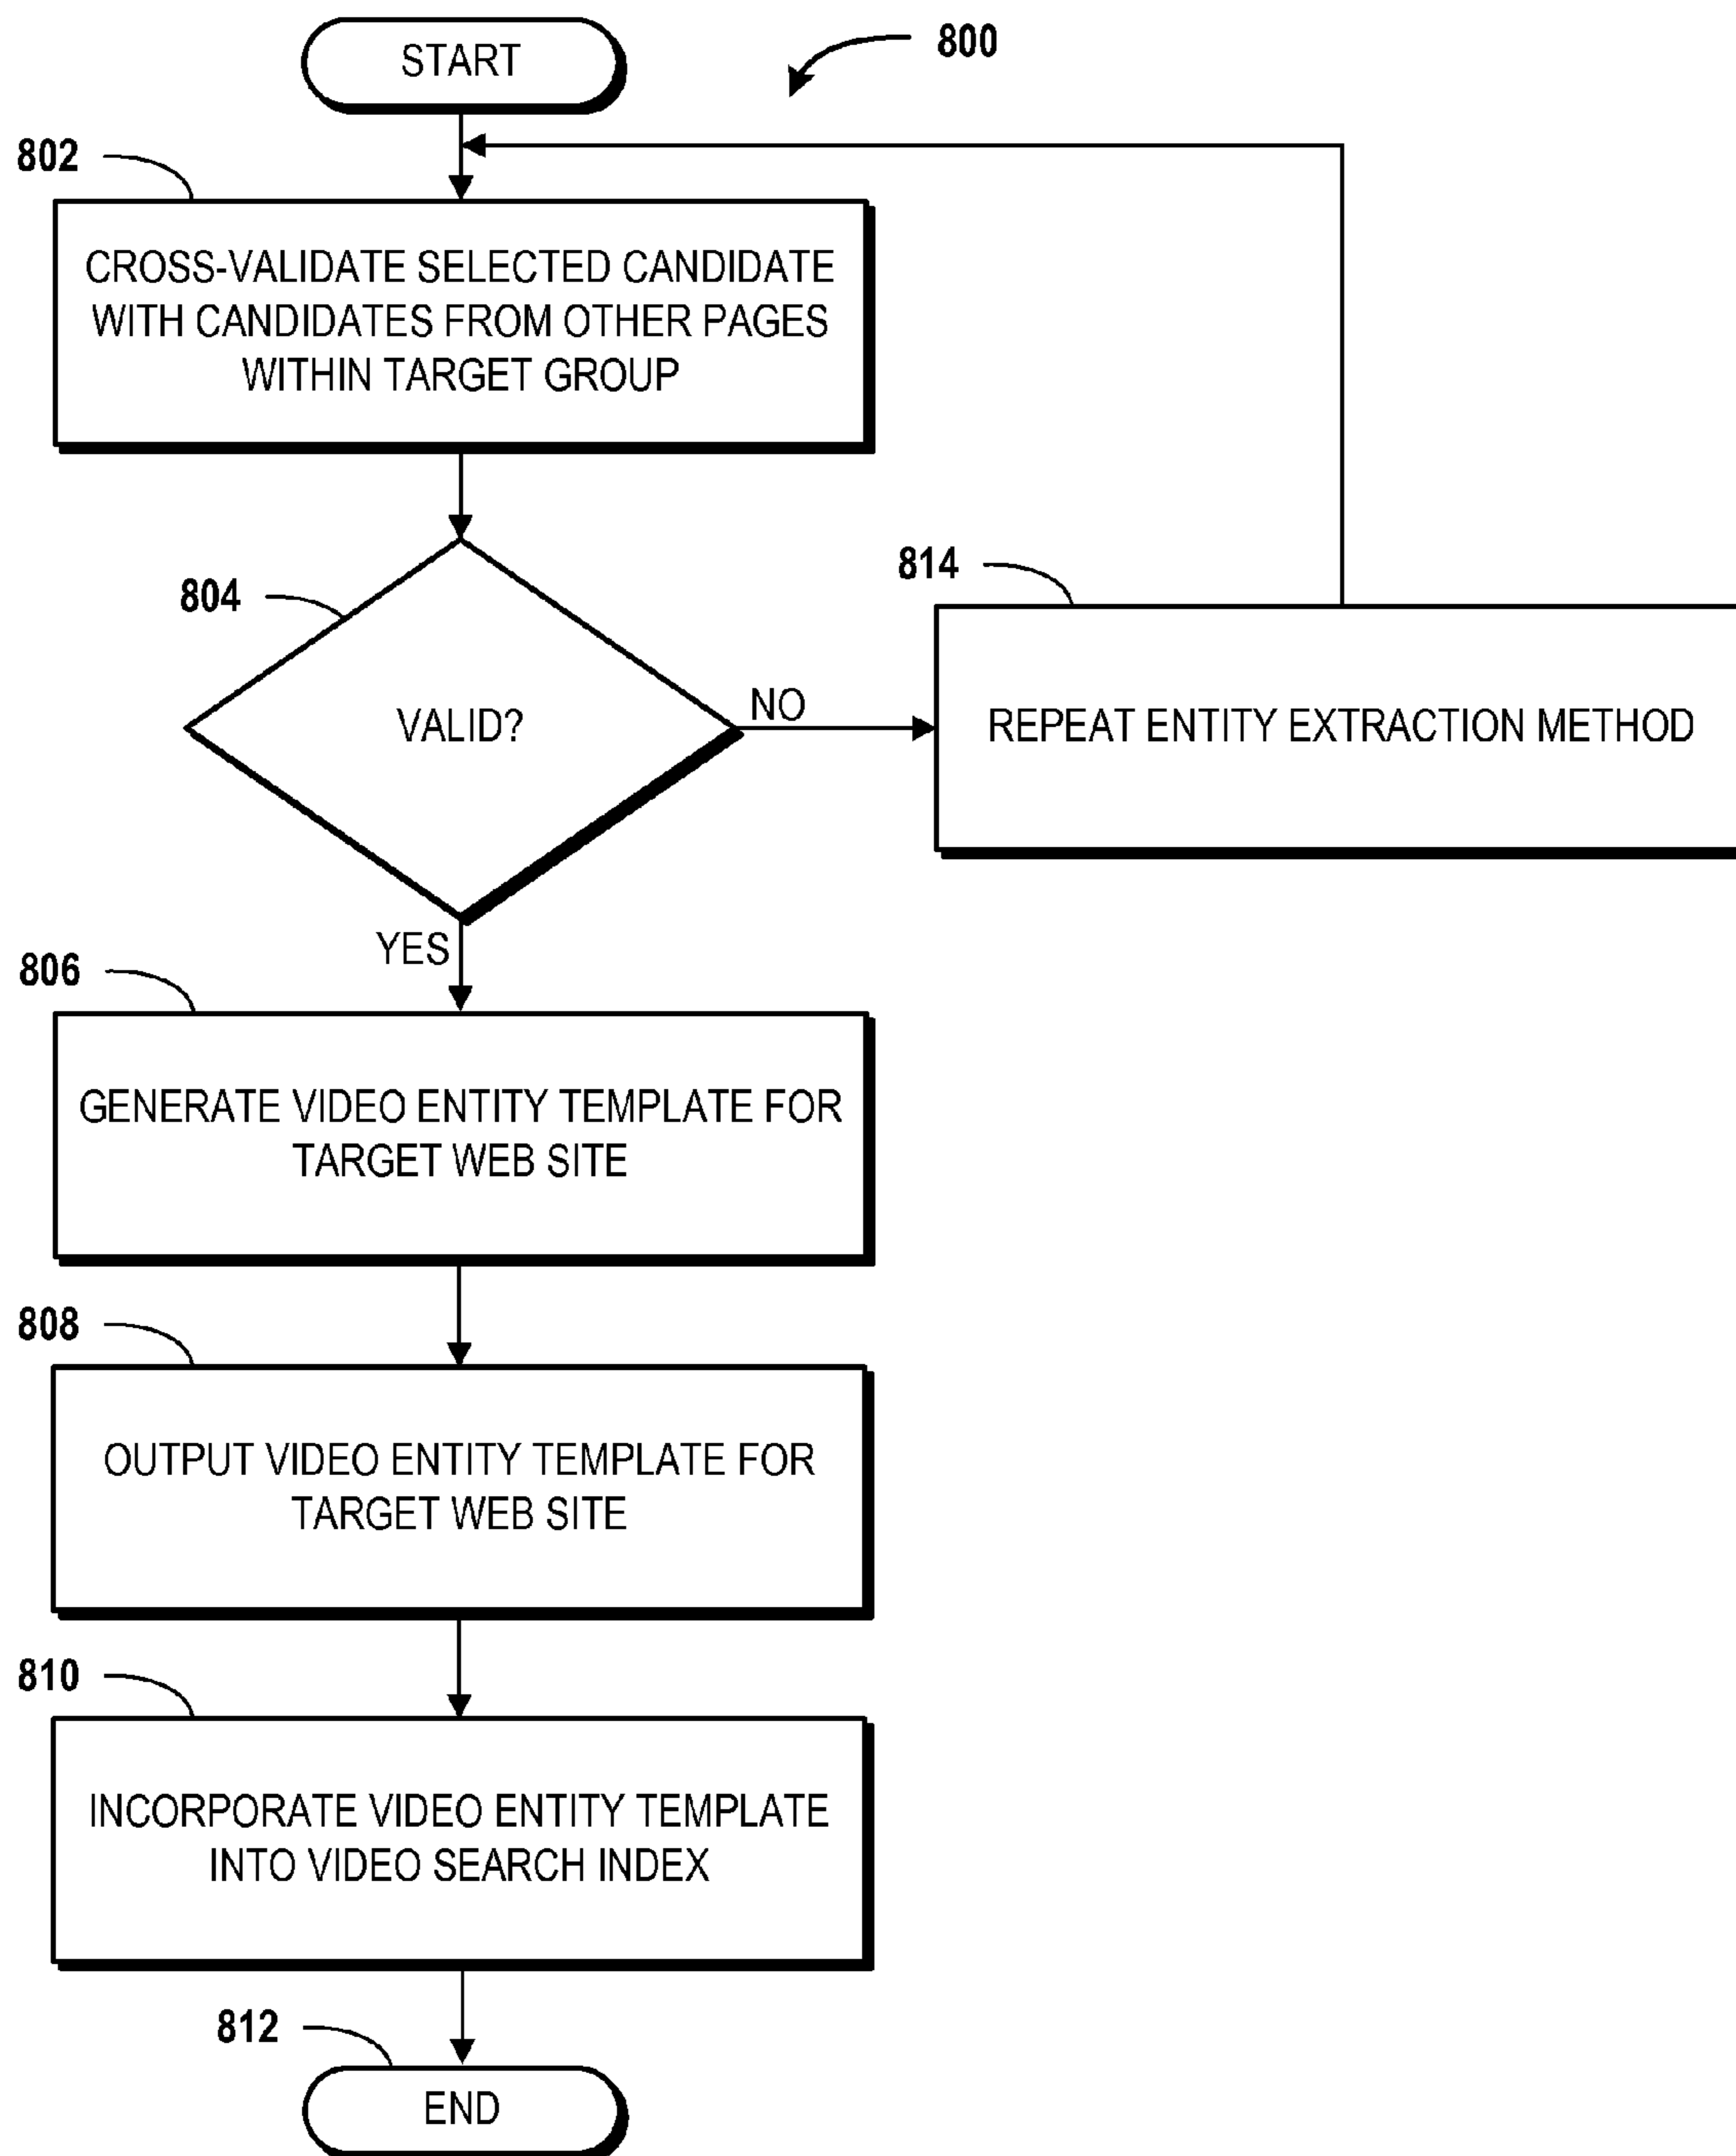 START
800
802
CROSS-VALIDATE SELECTED CANDIDATE
WITH CANDIDATES FROM OTHER PAGES
WITHIN TARGET GROUP
804
VALID?
NO
814
REPEAT ENTITY EXTRACTION METHOD
YES
806
GENERATE VIDEO ENTITY TEMPLATE FOR
TARGET WEB SITE
808
OUTPUT VIDEO ENTITY TEMPLATE FOR
TARGET WEB SITE
810
INCORPORATE VIDEO ENTITY TEMPLATE
INTO VIDEO SEARCH INDEX
812
END